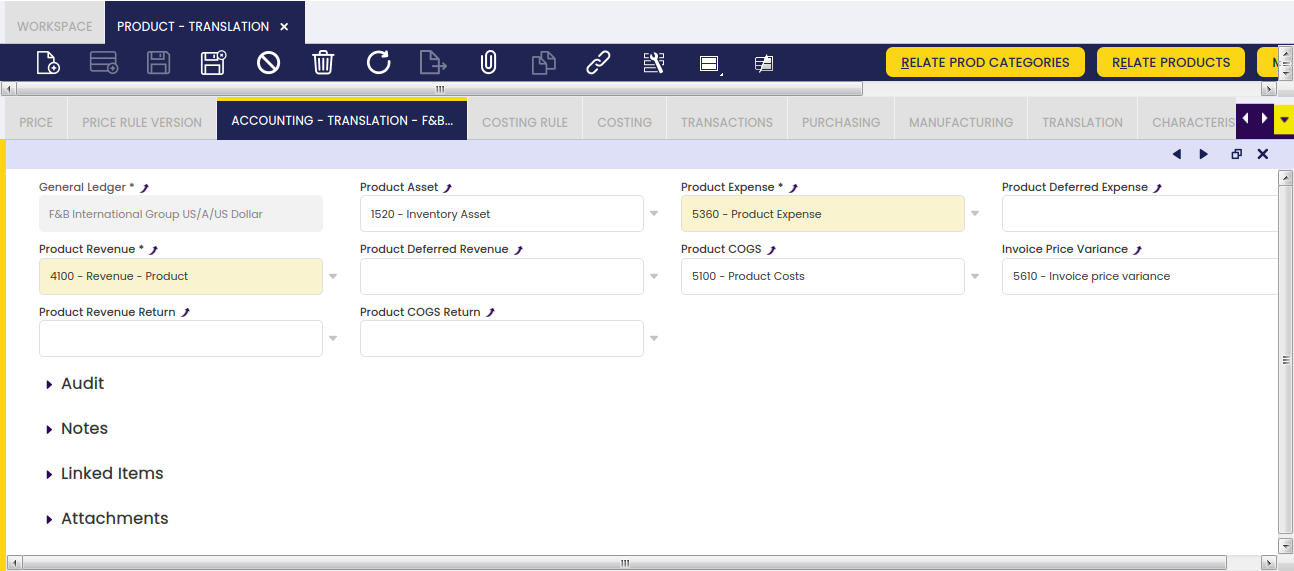 WORKSPACE PRODUCT - TRANSLATION ×
RELATE PROD CATEGORIES RELATE PRODUCTS M
PRICE PRICE RULE VERSION ACCOUNTING - TRANSLATION - F&B... COSTING RULE COSTING TRANSACTIONS PURCHASING MANUFACTURING TRANSLATION CHARACTERIS
General Ledger * Product Asset Product Expense * Product Deferred Expense
F&B International Group US/A/US Dollar 1520 - Inventory Asset 5360 - Product Expense
Product Revenue * Product Deferred Revenue Product COGS Invoice Price Variance
4100 - Revenue - Product 5100 - Product Costs 5610 - Invoice price variance
Product Revenue Return Product COGS Return
Audit
Notes
Linked Items
Attachments